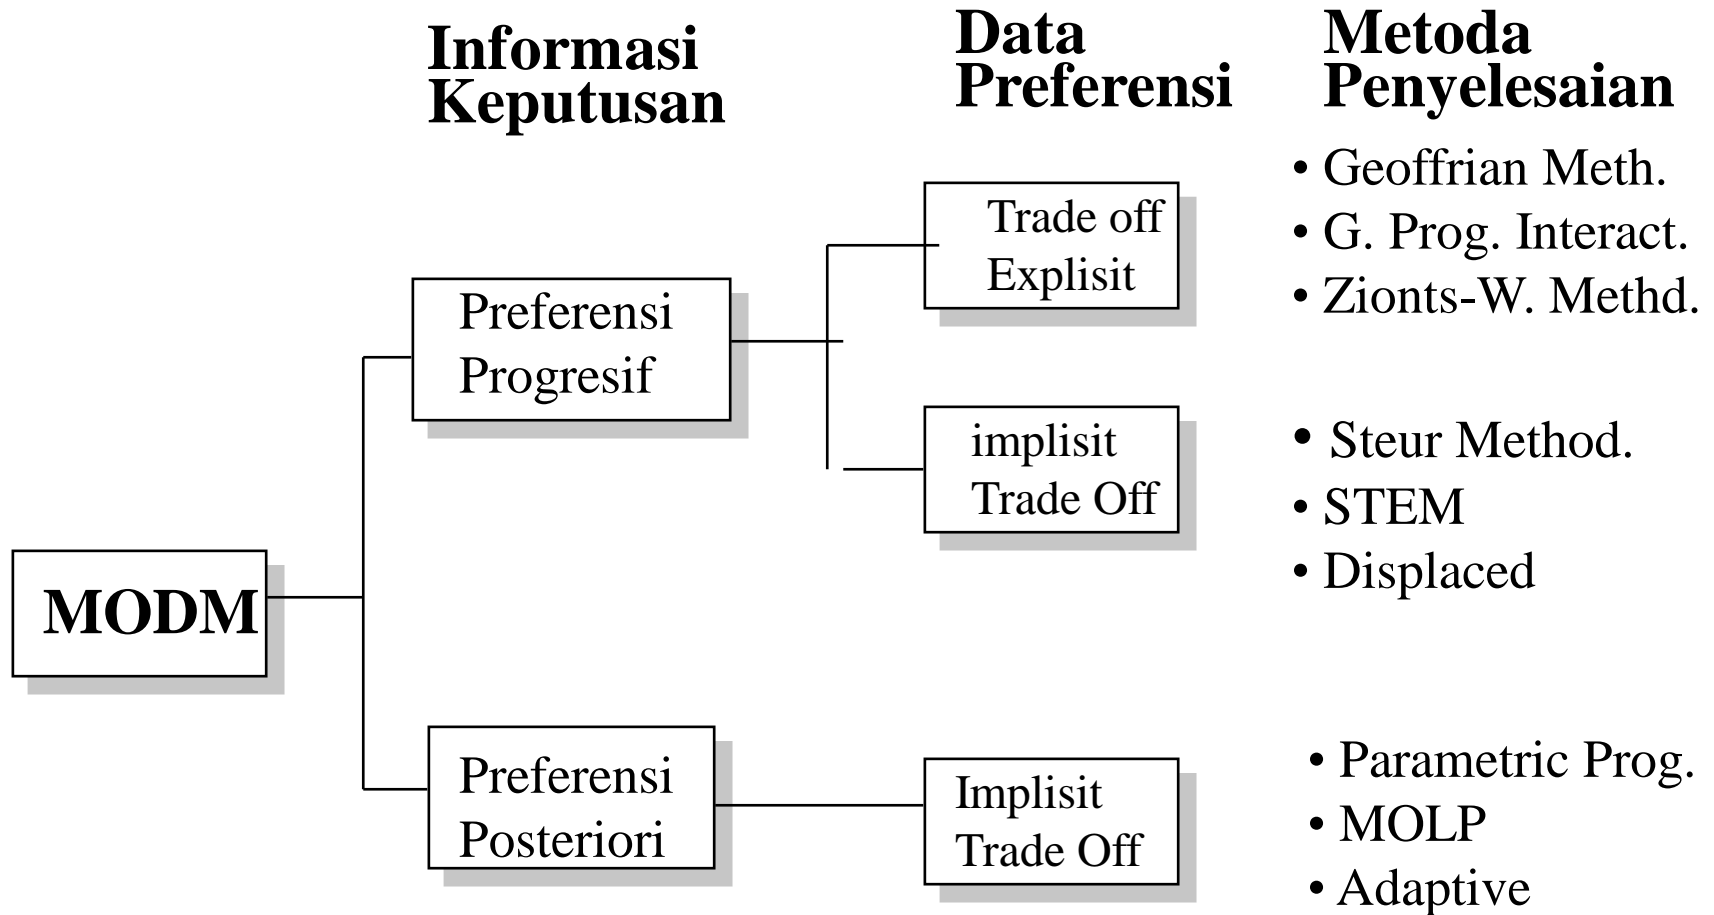 Informasi
Keputusan
Data
Preferensi
Metoda
Penyelesaian
MODM
Preferensi
Progresif
Trade off
Explisit
• Geoffrian Meth.
• G. Prog. Interact.
• Zionts-W. Methd.
implisit
Trade Off
• Steur Method.
• STEM
• Displaced
Preferensi
Posteriori
Implisit
Trade Off
• Parametric Prog.
• MOLP
• Adaptive